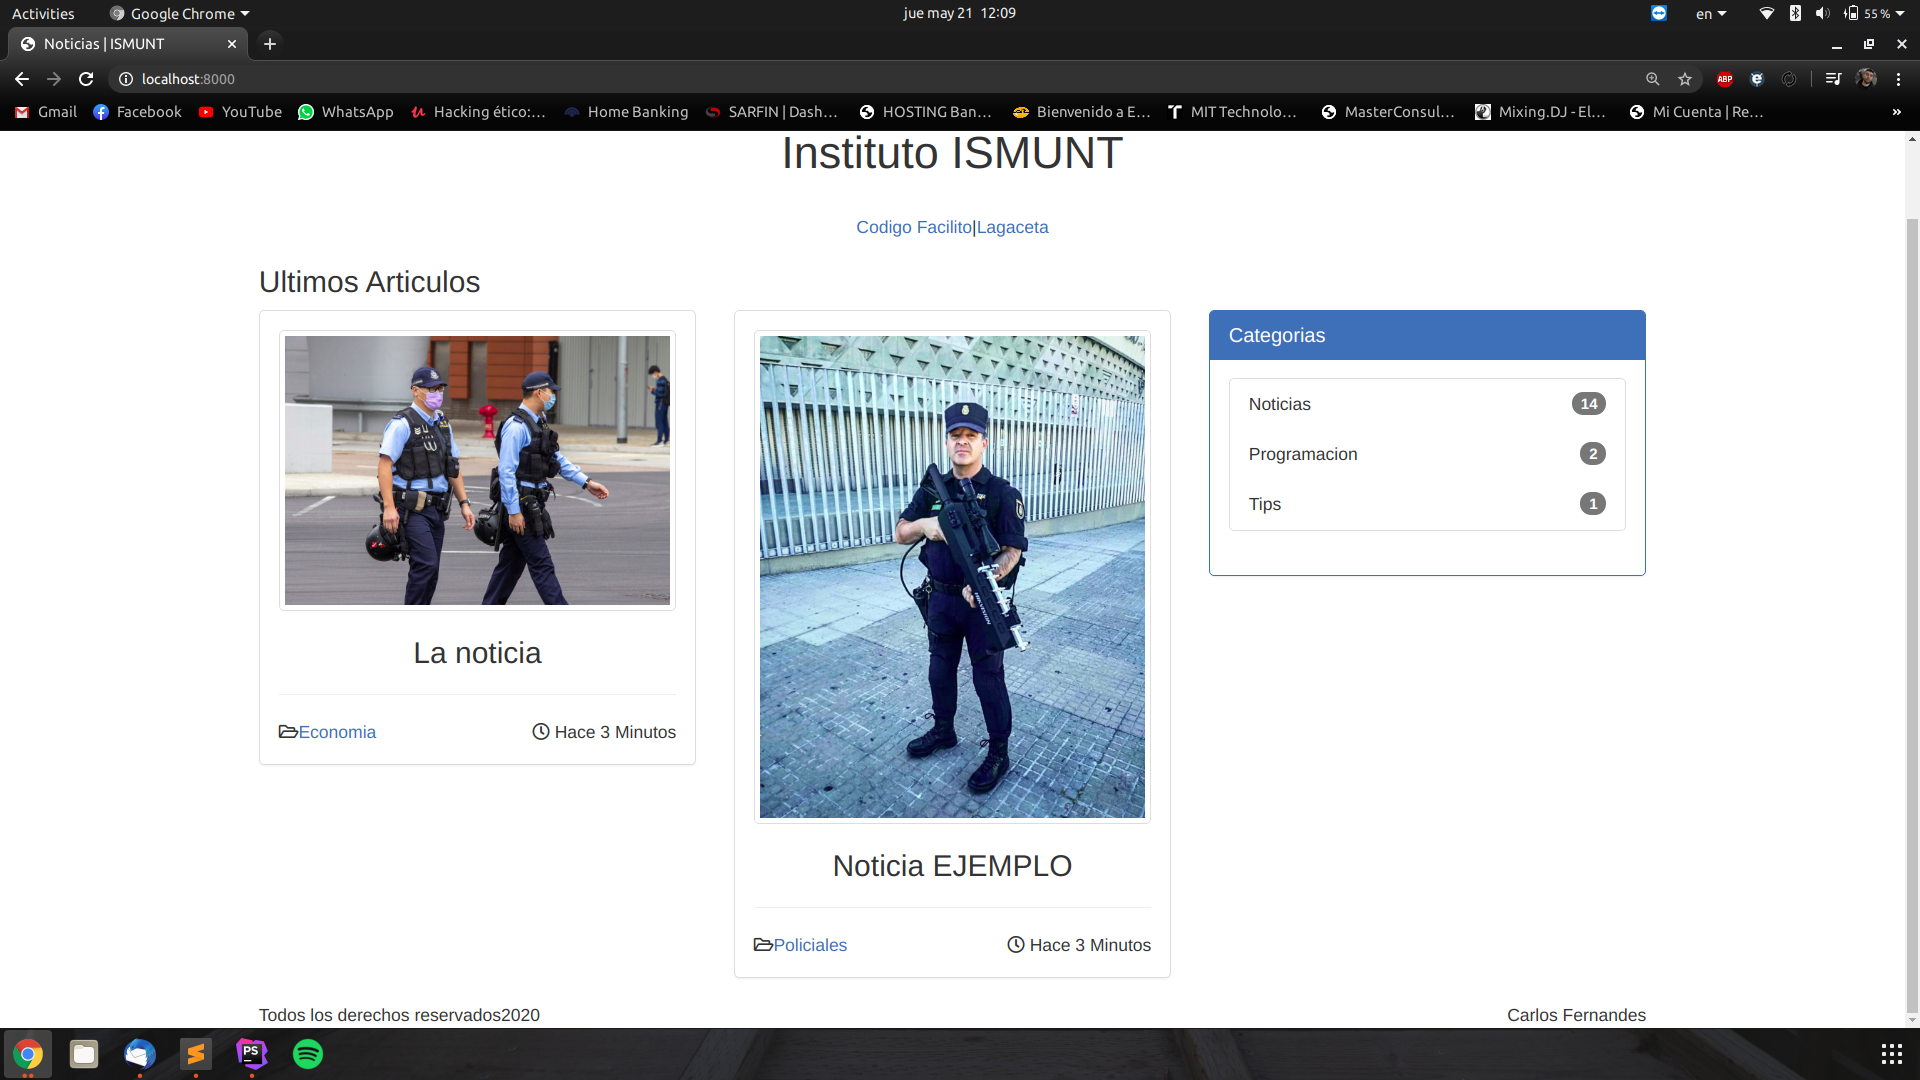 Activities
Google Chrome
jue may 21 12:09
en
55 %
Noticias | ISMUNT
localhost:8000
ABP
Gmail
Facebook
YouTube
WhatsApp
Hacking ético:...
Home Banking
SARFIN | Dash...
HOSTING Ban...
Bienvenido a E...
MIT Technolo...
MasterConsul...
Mixing.DJ - El...
Mi Cuenta | Re...
»
Instituto ISMUNT
Codigo Facilito|Lagaceta
Ultimos Articulos
La noticia
Economia
Hace 3 Minutos
Noticia EJEMPLO
Policiales
Hace 3 Minutos
Categorias
Noticias 14
Programacion 2
Tips 1
Todos los derechos reservados2020
Carlos Fernandes
PS